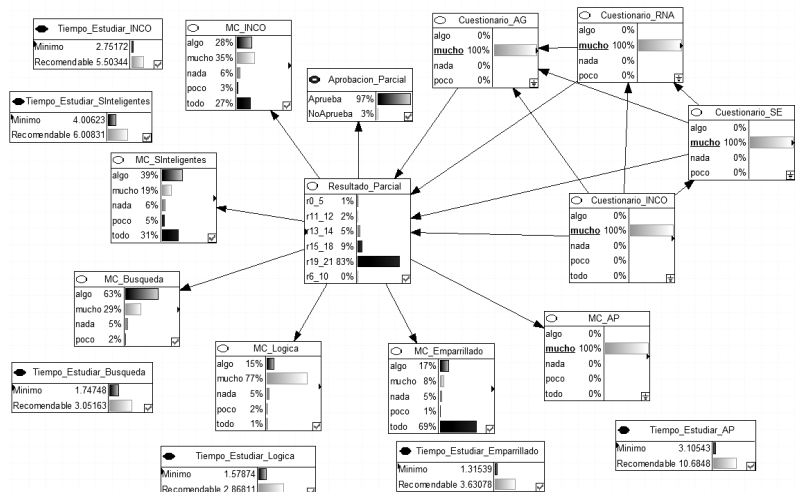 Tiempo_Estudiar_INCO
Minimo 2.75172
Recomendable 5.50344
MC_INCO
algo 28%
mucho 35%
nada 6%
poco 3%
todo 27%
Cuestionario_AG
algo 0%
mucho 100%
nada 0%
poco 0%
Cuestionario_RNA
algo 0%
mucho 100%
nada 0%
poco 0%
Aprobacion_Parcial
Aprueba 97%
NoAprueba 3%
Tiempo_Estudiar_SInteligentes
Minimo 4.00623
Recomendable 6.00831
Cuestionario_SE
algo 0%
mucho 100%
nada 0%
poco 0%
MC_SInteligentes
algo 39%
mucho 19%
nada 6%
poco 5%
todo 31%
Resultado_Parcial
r0_5 1%
r11_12 2%
r13_14 5%
r15_18 9%
r19_21 83%
r6_10 0%
Cuestionario_INCO
algo 0%
mucho 100%
nada 0%
poco 0%
todo 0%
MC_Busqueda
algo 63%
mucho 29%
nada 5%
poco 2%
MC_Logica
algo 15%
mucho 77%
nada 5%
poco 2%
todo 1%
MC_Emparrillado
algo 17%
mucho 8%
nada 5%
poco 1%
todo 69%
MC_AP
algo 0%
mucho 100%
nada 0%
poco 0%
todo 0%
Tiempo_Estudiar_Busqueda
Minimo 1.74748
Recomendable 3.05163
Tiempo_Estudiar_Logica
Minimo 1.57874
Recomendable 2.86811
Tiempo_Estudiar_Emparrillado
Minimo 1.31539
Recomendable 3.63078
Tiempo_Estudiar_AP
Minimo 3.10543
Recomendable 10.6848